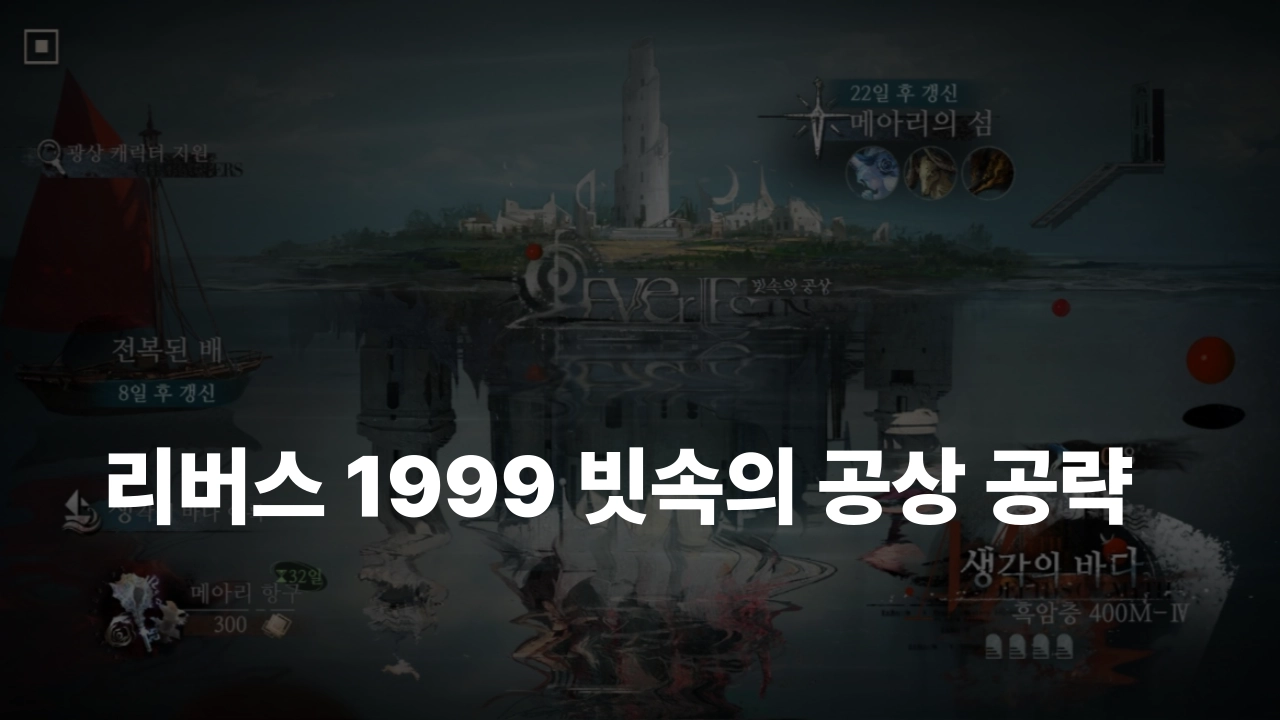 22일 후 갱신
메아리의 섬
광상 캐릭터 지원
빗속의 공상
전복된 배
8일 후 갱신
리버스 1999 빗속의 공상 공략
생각의 바다
흑암층 400M-Ⅳ
32일
메아리 항구
300